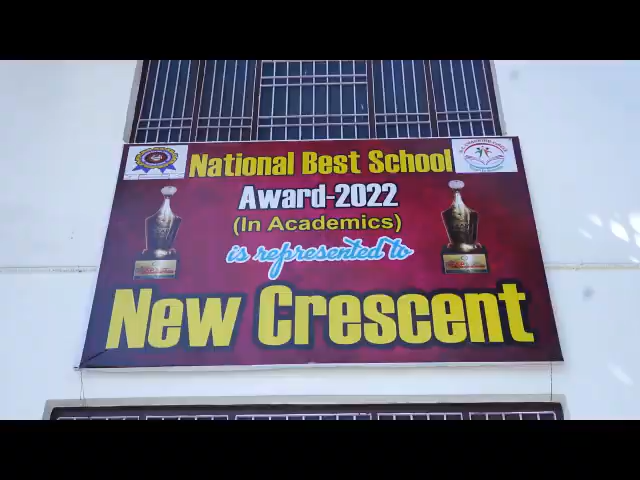 National Best School
Award-2022
(In Academics)
is represented to
New Crescent